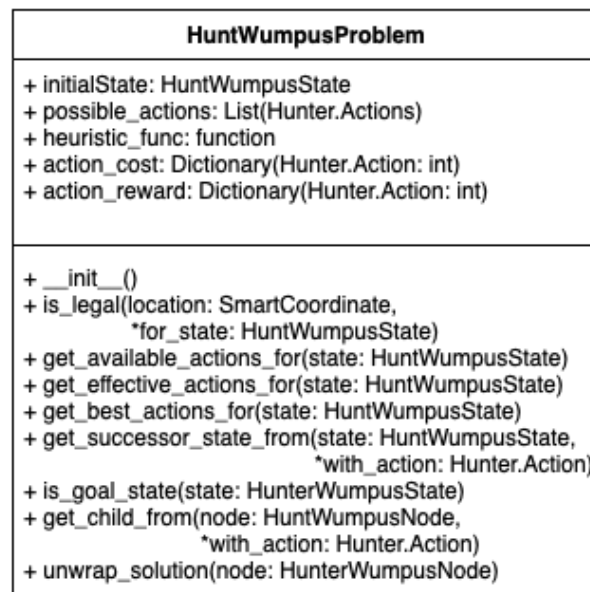 HuntWumpusProblem
+ initialState: HuntWumpusState
+ possible_actions: List(Hunter.Actions)
+ heuristic_func: function
+ action_cost: Dictionary(Hunter.Action: int)
+ action_reward: Dictionary(Hunter.Action: int)
+ __init__()
+ is_legal(location: SmartCoordinate,
*for_state: HuntWumpusState)
+ get_available_actions_for(state: HuntWumpusState)
+ get_effective_actions_for(state: HuntWumpusState)
+ get_best_actions_for(state: HuntWumpusState)
+ get_successor_state_from(state: HuntWumpusState,
*with_action: Hunter.Action)
+ is_goal_state(state: HunterWumpusState)
+ get_child_from(node: HuntWumpusNode,
*with_action: Hunter.Action)
+ unwrap_solution(node: HunterWumpusNode)